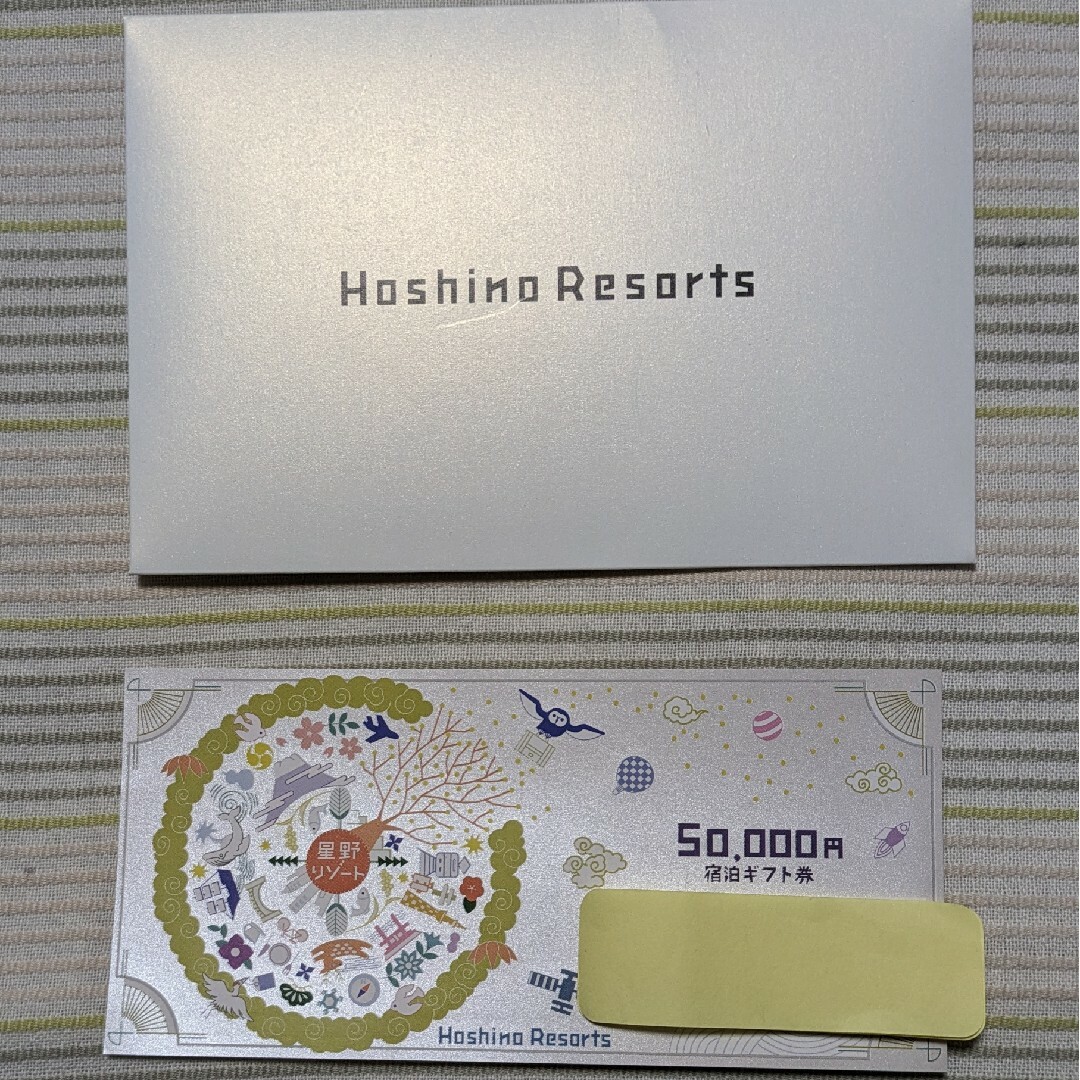 Hoshino Resorts
星野
リゾート
50,000円
宿泊ギフト券
Hoshino Resorts